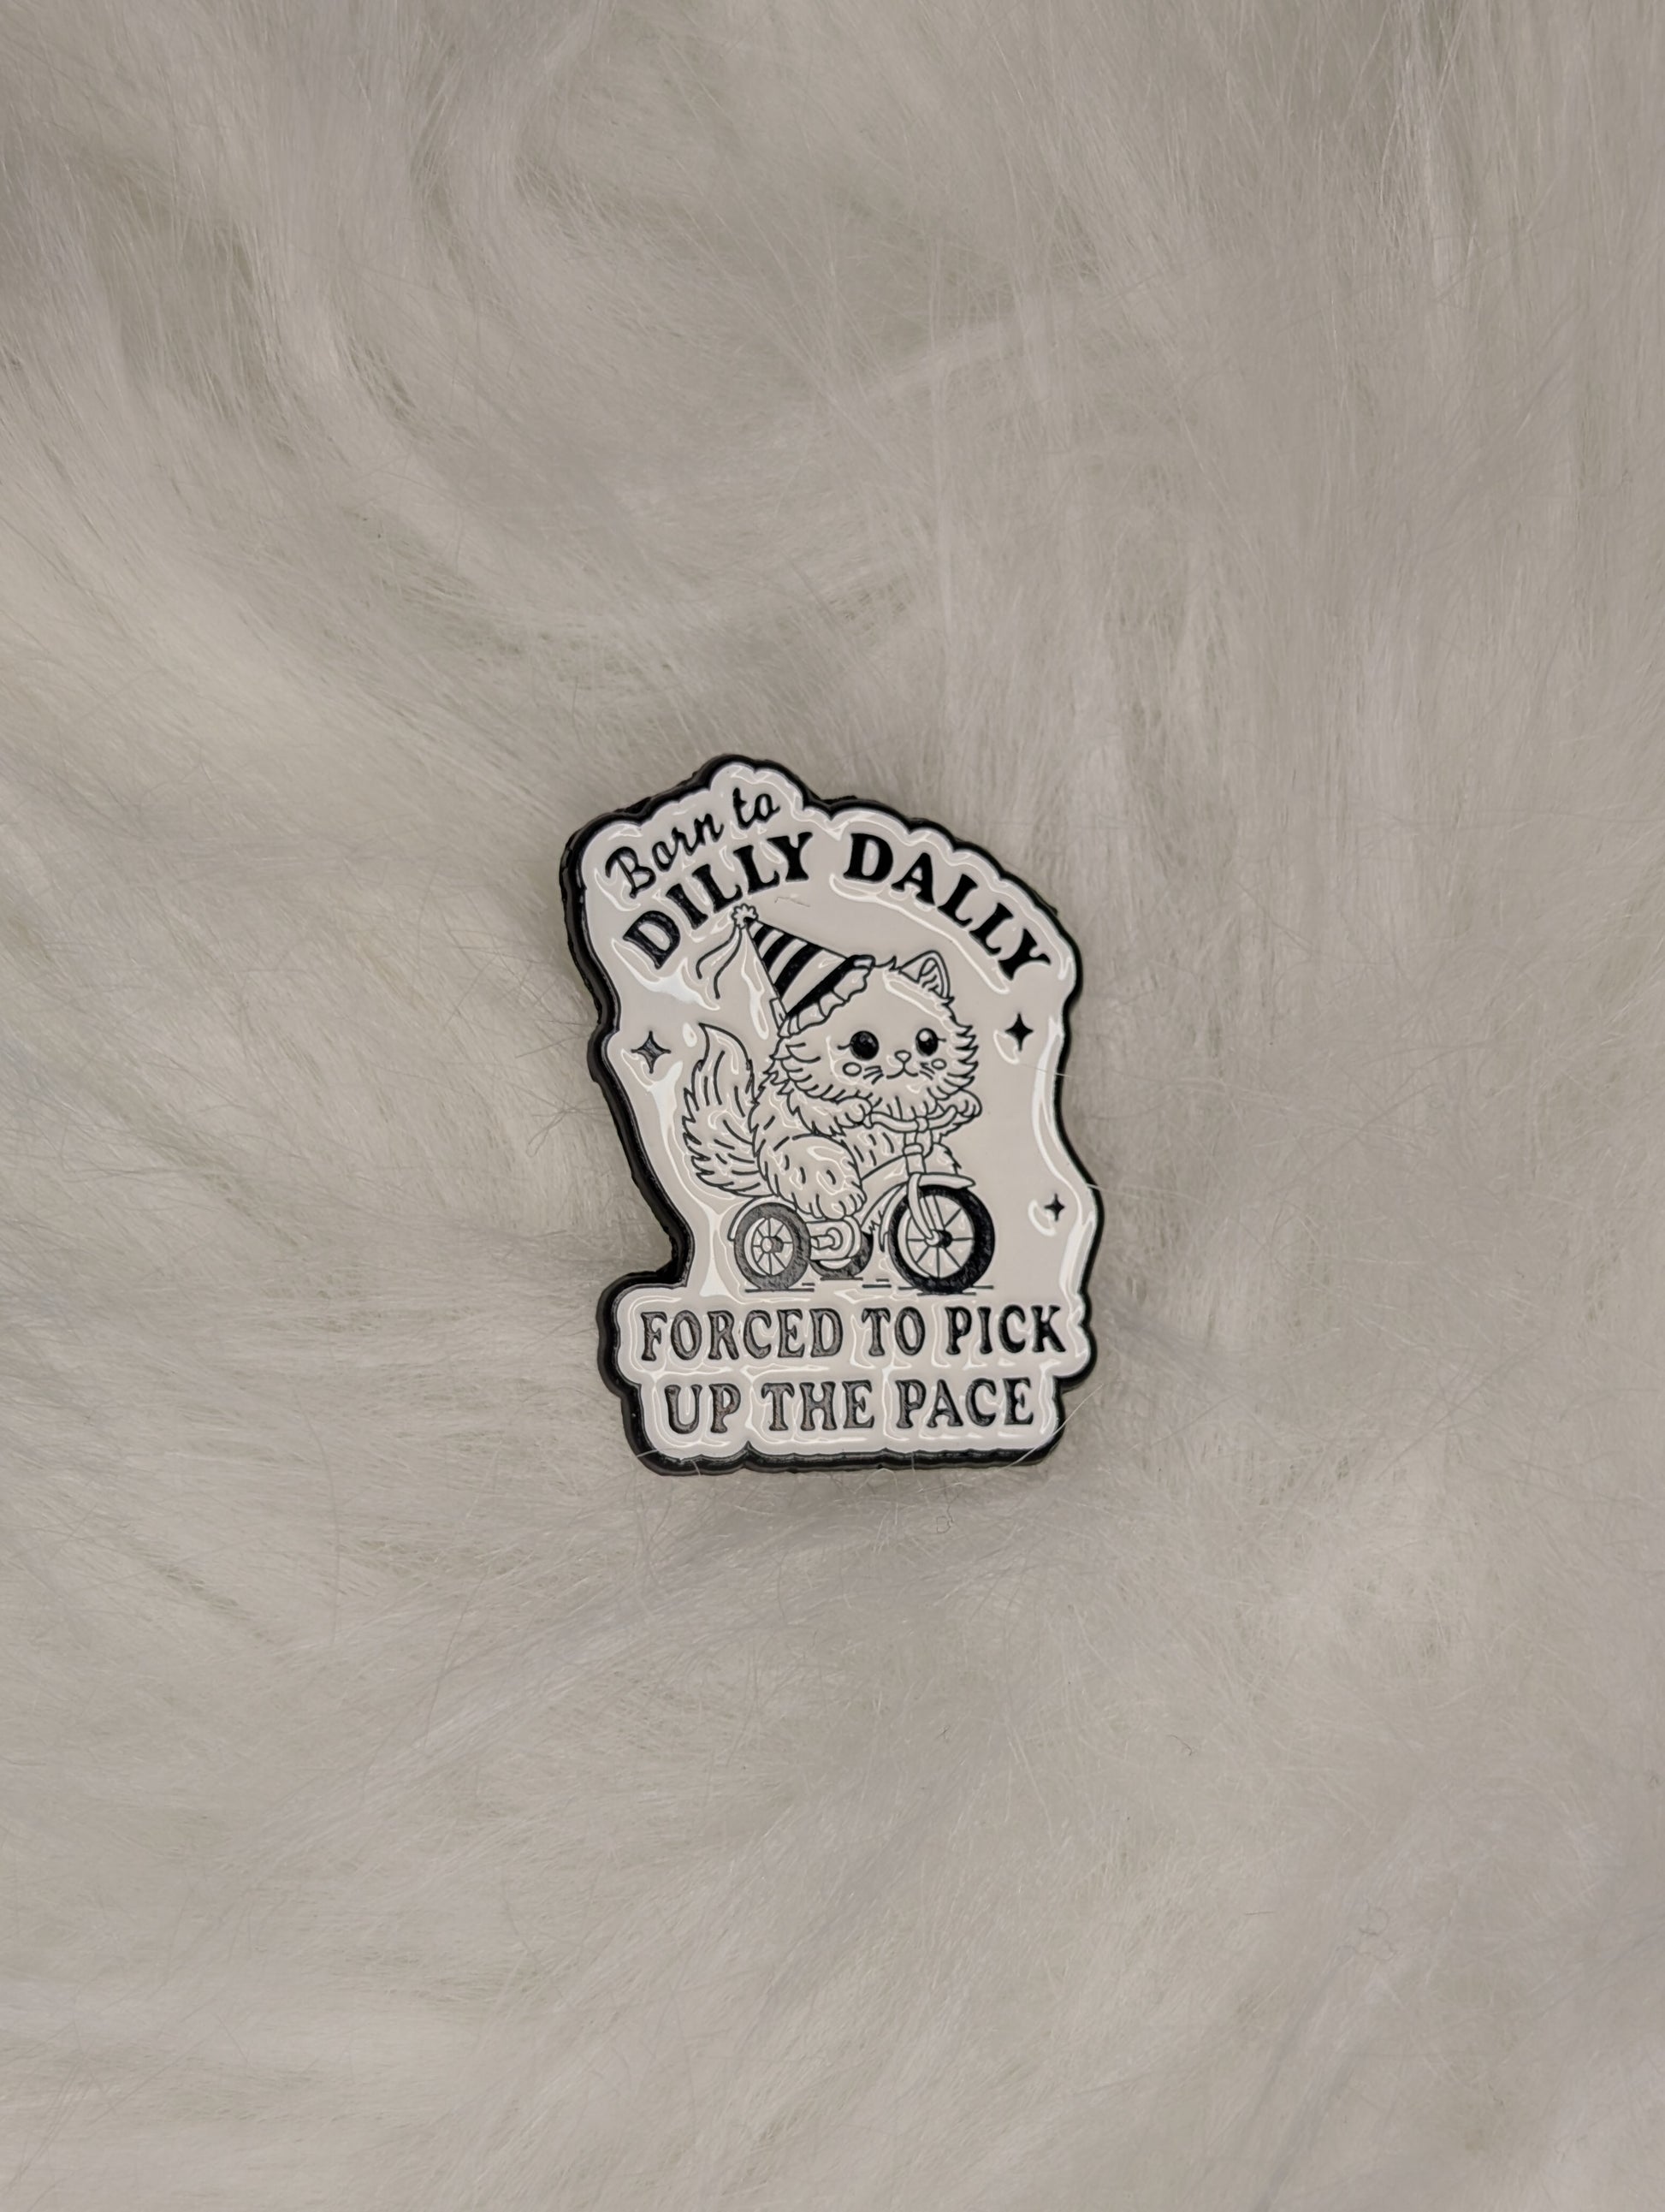 Born to
DILLY DALLY
FORCED TO PICK
UP THE PACE